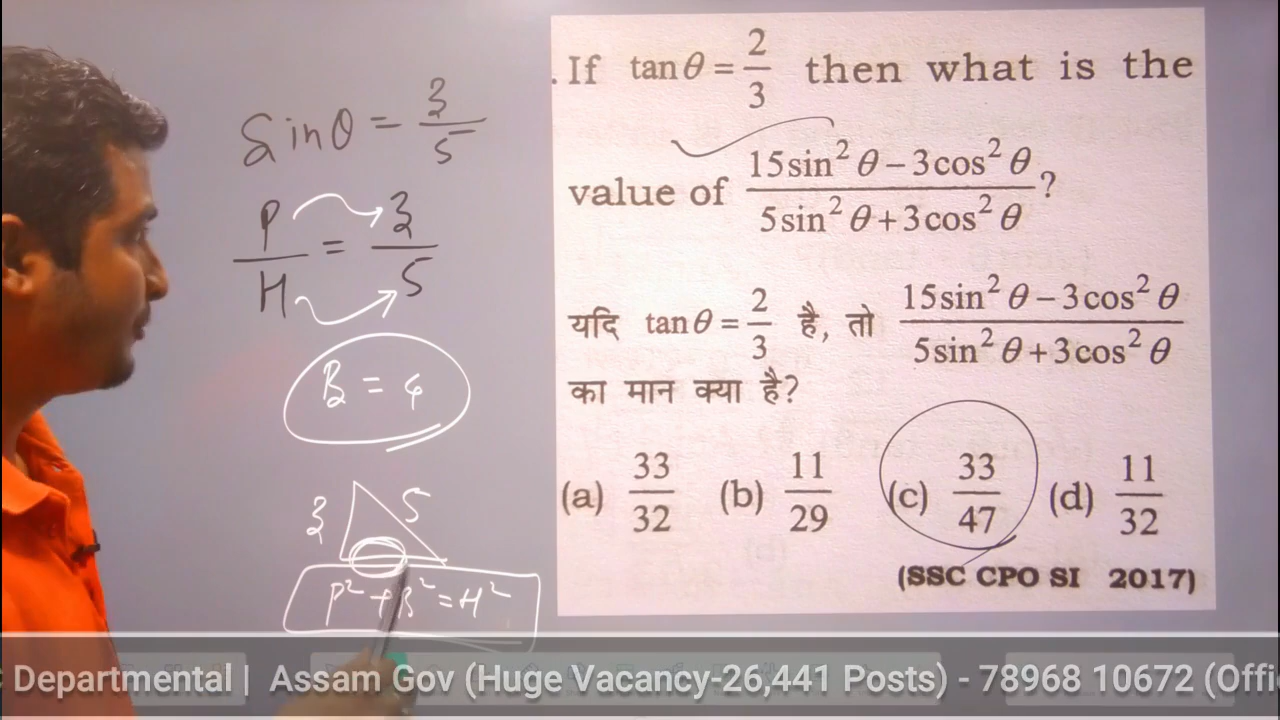 Sinθ = 3/5
P/H = 3/5
B = 4
3 5
P² + B² = H²
. If tanθ = 2/3 then what is the
value of (15sin²θ – 3cos²θ)/(5sin²θ + 3cos²θ)?
यदि tanθ = 2/3 है, तो (15sin²θ – 3cos²θ)/(5sin²θ + 3cos²θ)
का मान क्या है?
(a) 33/32 (b) 11/29 (c) 33/47 (d) 11/32
(SSC CPO SI 2017)
Departmental | Assam Gov (Huge Vacancy-26,441 Posts) - 78968 10672 (Offi